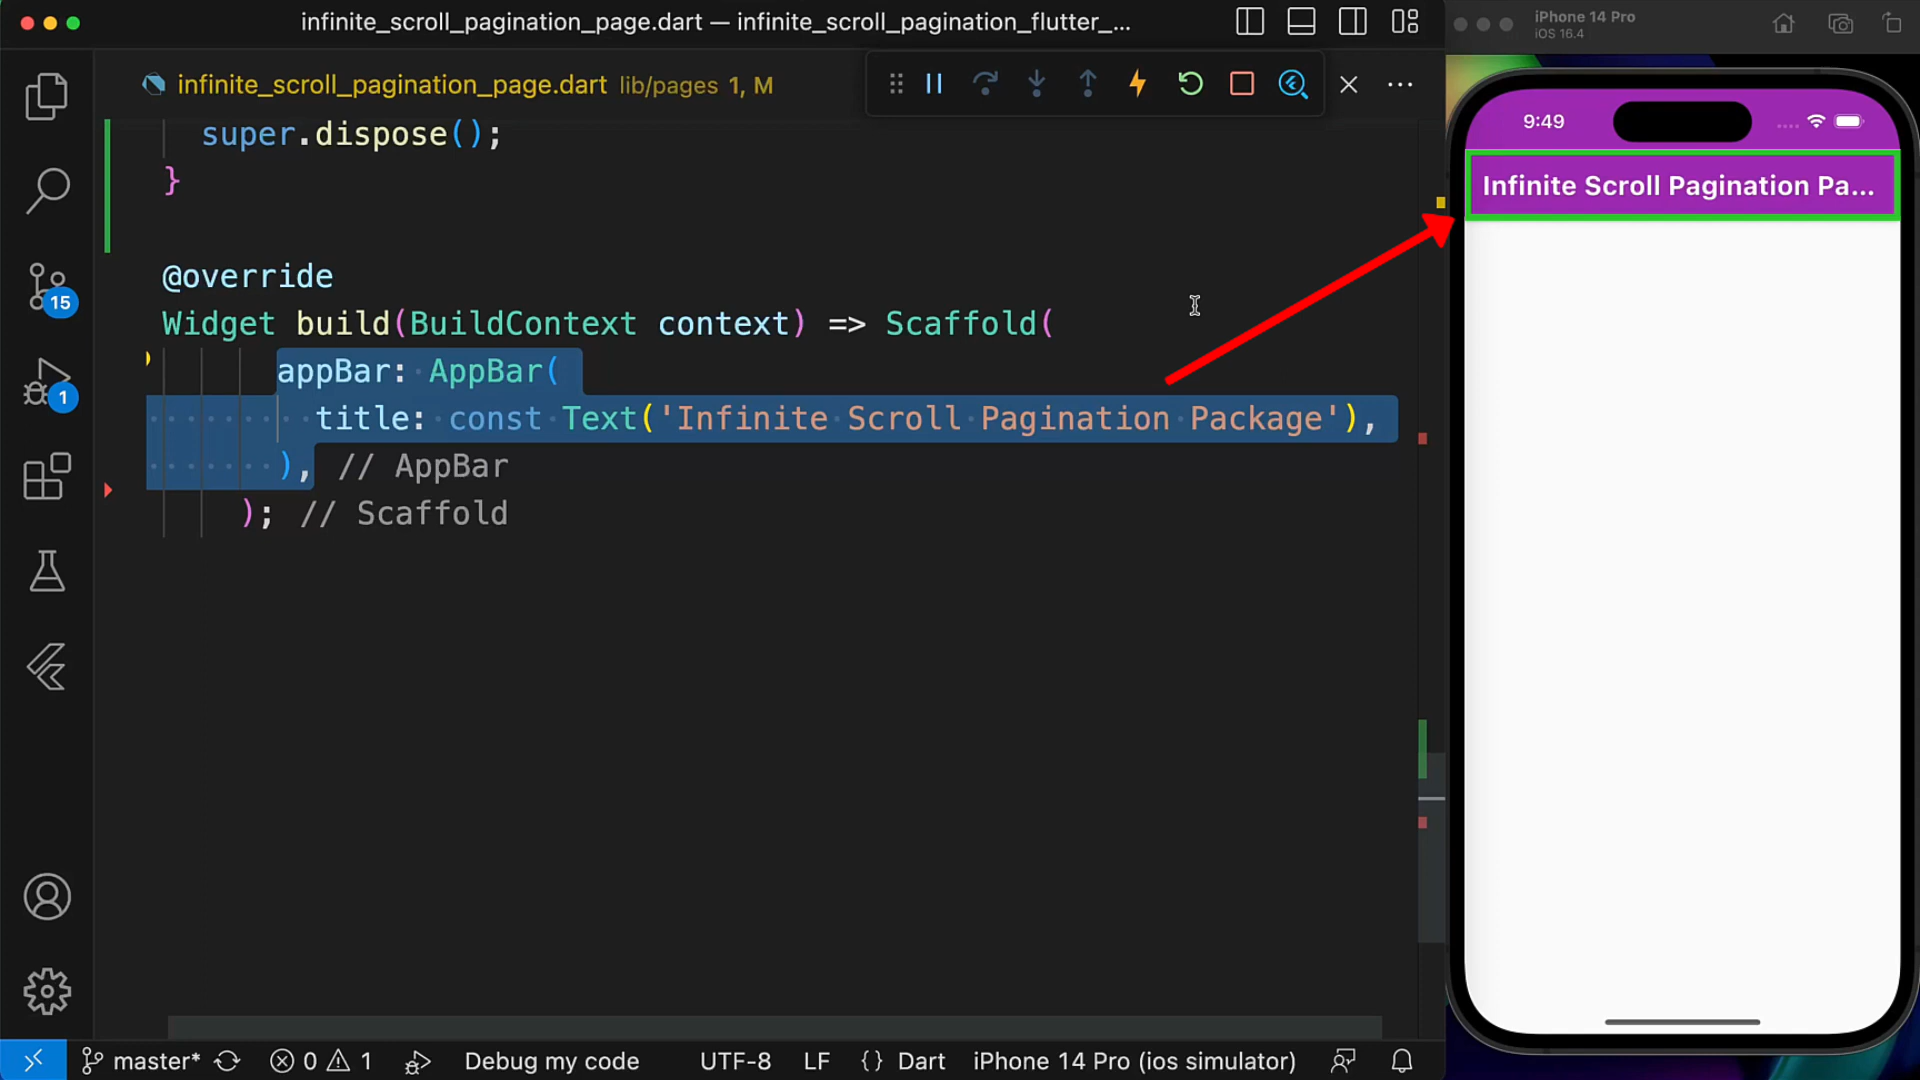 infinite_scroll_pagination_page.dart — infinite_scroll_pagination_flutter_...
iPhone 14 Pro
iOS 16.4
infinite_scroll_pagination_page.dart lib/pages 1, M
super.dispose();
}
@override
Widget build(BuildContext context) => Scaffold(
appBar: AppBar(
title: const Text('Infinite Scroll Pagination Package'),
), // AppBar
); // Scaffold
15
1
9:49
Infinite Scroll Pagination Pa...
master* 0 1 Debug my code UTF-8 LF {} Dart iPhone 14 Pro (ios simulator)